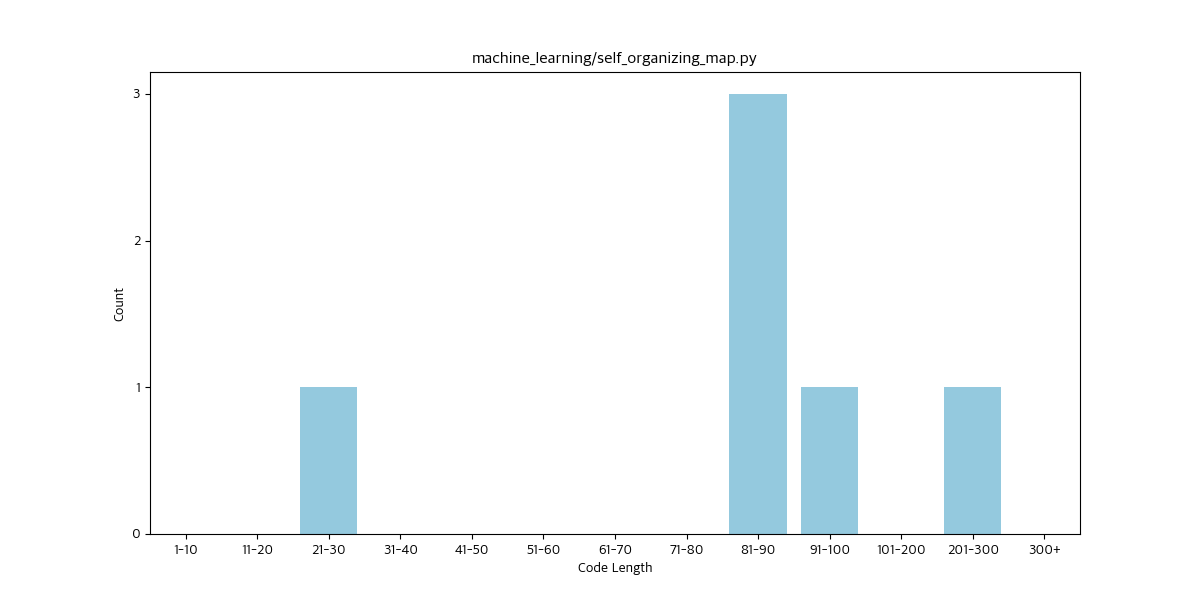 machine_learning/self_organizing_map.py
3
2
1
0
Count
1-10 11-20 21-30 31-40 41-50 51-60 61-70 71-80 81-90 91-100 101-200 201-300 300+
Code Length